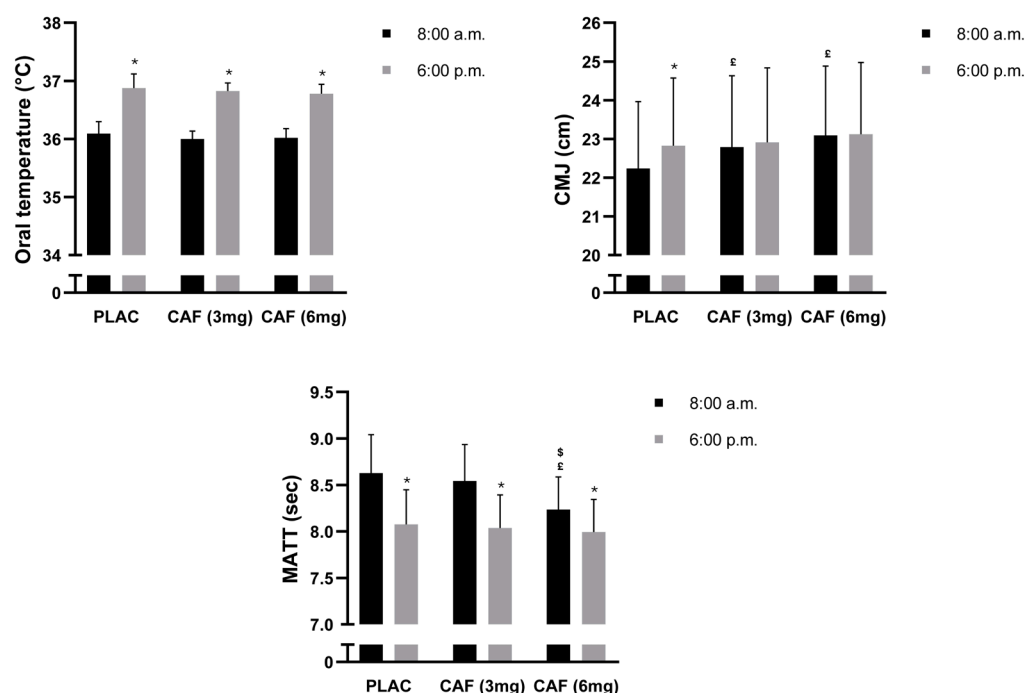 Oral temperature (°C)
38
37
36
35
34
0
* * *
PLAC CAF (3mg) CAF (6mg)
8:00 a.m.
6:00 p.m.
CMJ (cm)
26
25
24
23
22
21
20
0
* £ £
PLAC CAF (3mg) CAF (6mg)
8:00 a.m.
6:00 p.m.
MATT (sec)
9.5
9.0
8.5
8.0
7.5
7.0
0
$
* * £ *
PLAC CAF (3mg) CAF (6mg)
8:00 a.m.
6:00 p.m.